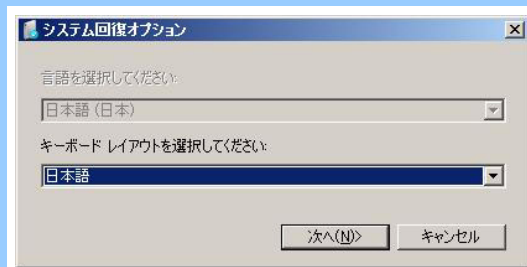 システム回復オプション
言語を選択してください:
日本語 (日本)
キーボード レイアウトを選択してください:
日本語
次へ(N)>
キャンセル